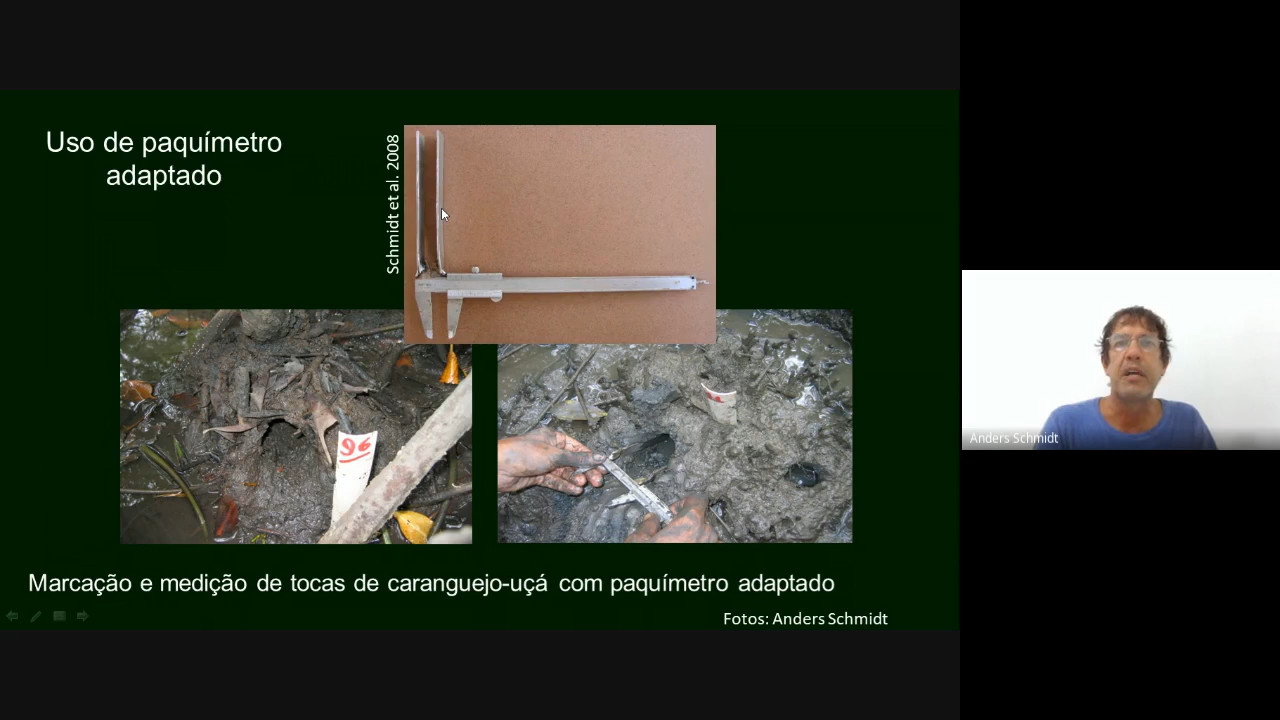 Uso de paquímetro
adaptado
Schmidt et al. 2008
96
Marcação e medição de tocas de caranguejo-uçá com paquímetro adaptado
Fotos: Anders Schmidt
Anders Schmidt